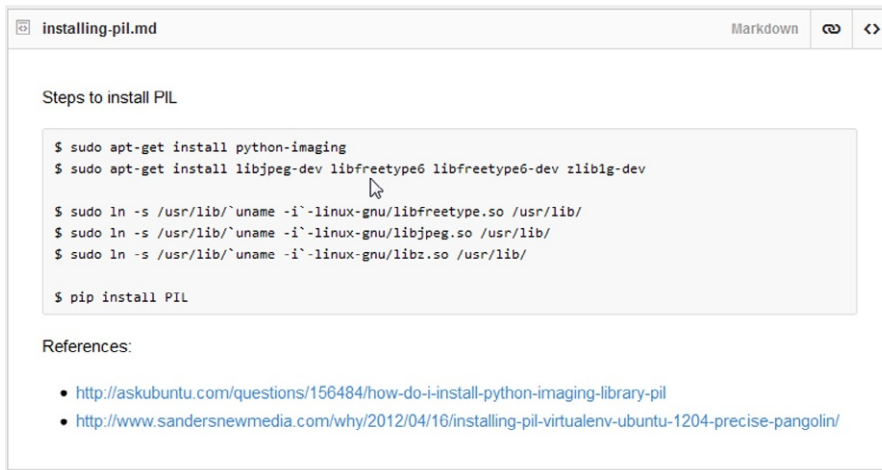 installing-pil.md
Markdown
Steps to install PIL
$ sudo apt-get install python-imaging
$ sudo apt-get install libjpeg-dev libfreetype6 libfreetype6-dev zlib1g-dev
$ sudo ln -s /usr/lib/`uname -i`-linux-gnu/libfreetype.so /usr/lib/
$ sudo ln -s /usr/lib/`uname -i`-linux-gnu/libjpeg.so /usr/lib/
$ sudo ln -s /usr/lib/`uname -i`-linux-gnu/libz.so /usr/lib/
$ pip install PIL
References:
• http://askubuntu.com/questions/156484/how-do-i-install-python-imaging-library-pil
• http://www.sandersnewmedia.com/why/2012/04/16/installing-pil-virtualenv-ubuntu-1204-precise-pangolin/